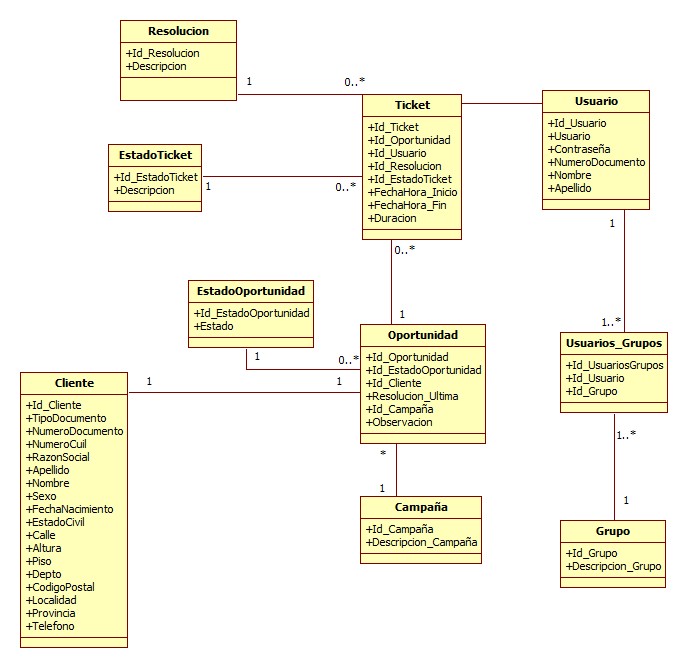 Resolucion
+Id_Resolucion
+Descripcion
1
0..*
Ticket
+Id_Ticket
+Id_Oportunidad
+Id_Usuario
+Id_Resolucion
+Id_EstadoTicket
+FechaHora_Inicio
+FechaHora_Fin
+Duracion
Usuario
+Id_Usuario
+Usuario
+Contraseña
+NumeroDocumento
+Nombre
+Apellido
EstadoTicket
+Id_EstadoTicket
+Descripcion
1
0..*
1
1..*
0..*
1
EstadoOportunidad
+Id_EstadoOportunidad
+Estado
1
0..*
Oportunidad
+Id_Oportunidad
+Id_EstadoOportunidad
+Id_Cliente
+Resolucion_Ultima
+Id_Campaña
+Observacion
Usuarios_Grupos
+Id_UsuariosGrupos
+Id_Usuario
+Id_Grupo
Cliente
+Id_Cliente
+TipoDocumento
+NumeroDocumento
+NumeroCuil
+RazonSocial
+Apellido
+Nombre
+Sexo
+FechaNacimiento
+EstadoCivil
+Calle
+Altura
+Piso
+Depto
+CodigoPostal
+Localidad
+Provincia
+Telefono
1
1
*
1
1..*
1
Campaña
+Id_Campaña
+Descripcion_Campaña
Grupo
+Id_Grupo
+Descripcion_Grupo